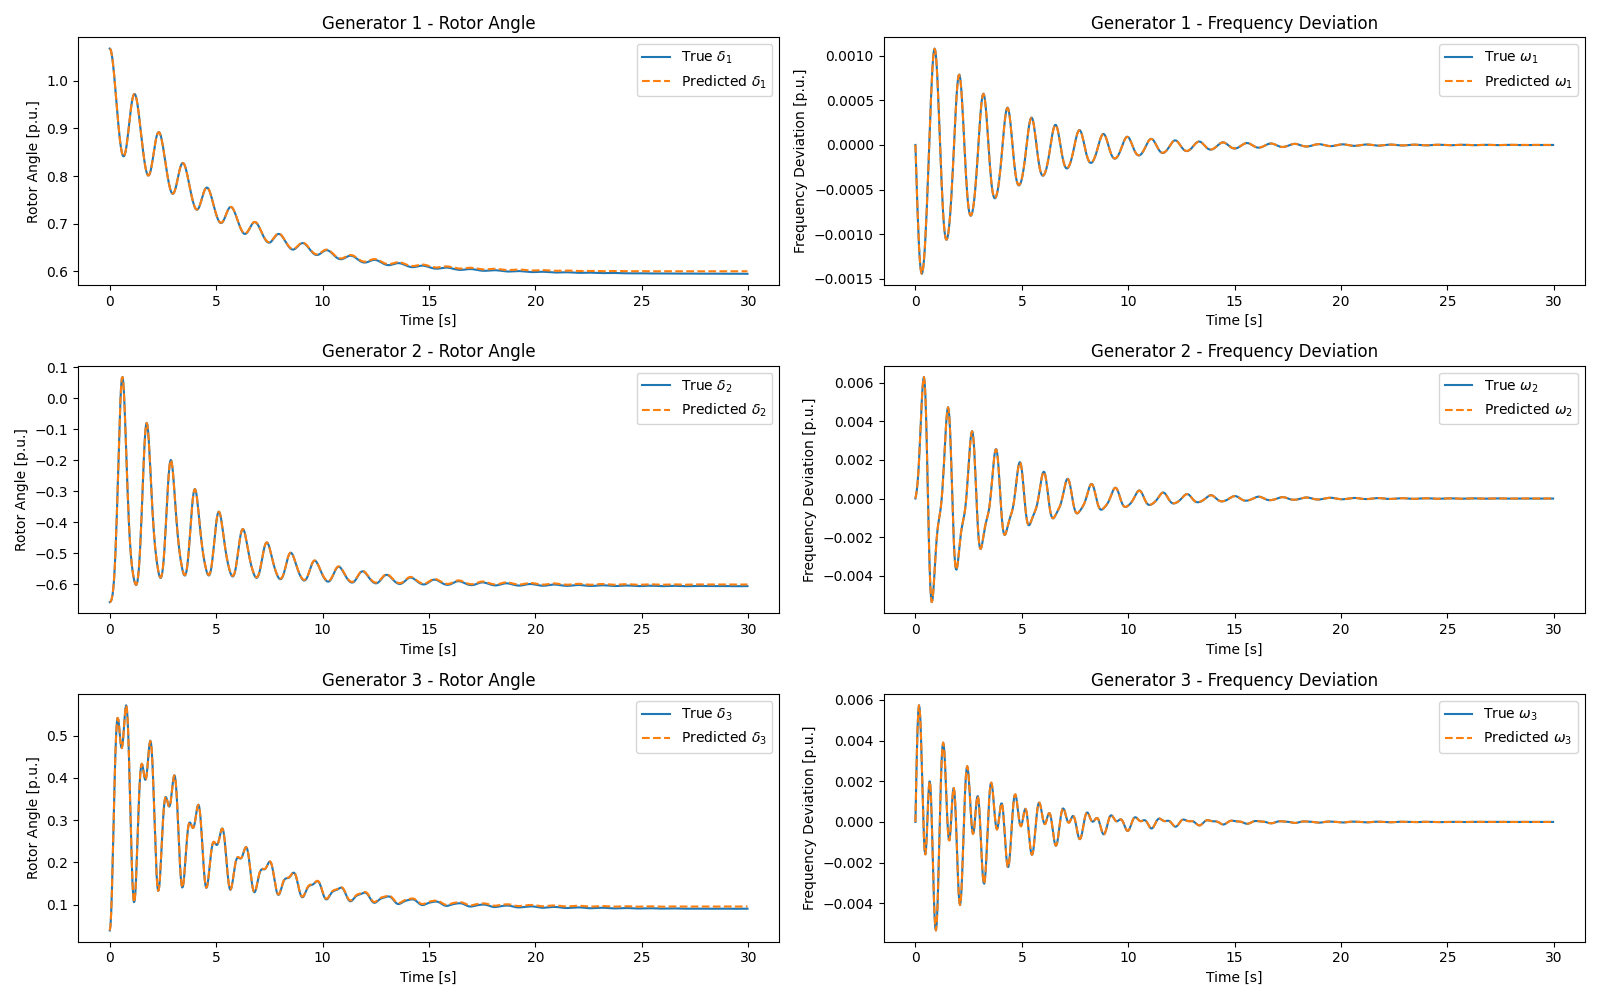 Generator 1 - Rotor Angle
Rotor Angle [p.u.]
1.0
0.9
0.8
0.7
0.6
True δ₁
Predicted δ₁
0 5 10 15 20 25 30
Time [s]
Generator 1 - Frequency Deviation
Frequency Deviation [p.u.]
0.0010
0.0005
0.0000
−0.0005
−0.0010
−0.0015
True ω₁
Predicted ω₁
0 5 10 15 20 25 30
Time [s]
Generator 2 - Rotor Angle
Rotor Angle [p.u.]
0.1
0.0
−0.1
−0.2
−0.3
−0.4
−0.5
−0.6
True δ₂
Predicted δ₂
0 5 10 15 20 25 30
Time [s]
Generator 2 - Frequency Deviation
Frequency Deviation [p.u.]
0.006
0.004
0.002
0.000
−0.002
−0.004
True ω₂
Predicted ω₂
0 5 10 15 20 25 30
Time [s]
Generator 3 - Rotor Angle
Rotor Angle [p.u.]
0.5
0.4
0.3
0.2
0.1
True δ₃
Predicted δ₃
0 5 10 15 20 25 30
Time [s]
Generator 3 - Frequency Deviation
Frequency Deviation [p.u.]
0.006
0.004
0.002
0.000
−0.002
−0.004
True ω₃
Predicted ω₃
0 5 10 15 20 25 30
Time [s]